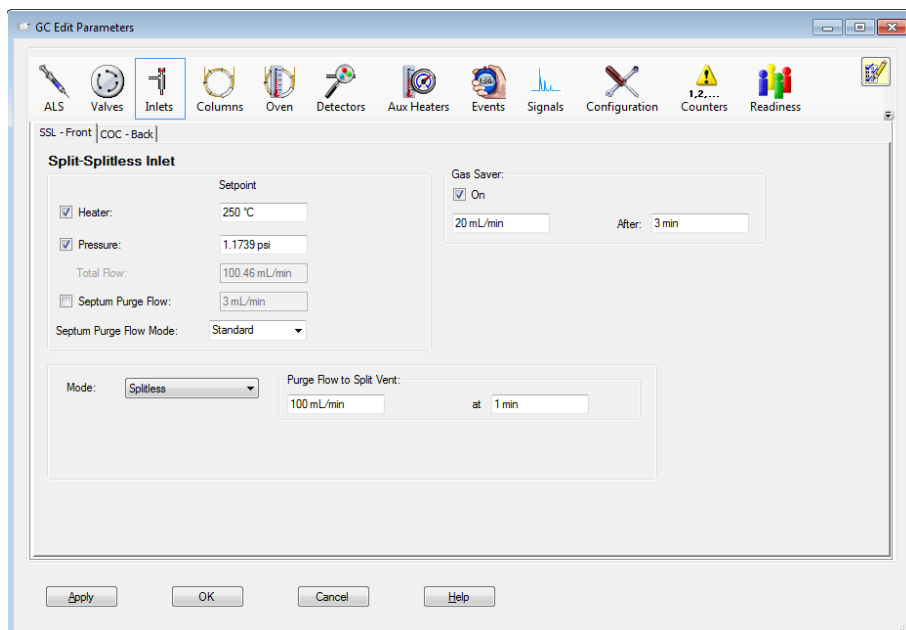 GC Edit Parameters
ALS Valves Inlets Columns Oven Detectors Aux Heaters Events Signals Configuration 1,2,... Counters Readiness
SSL - Front COC - Back
Split-Splitless Inlet
Setpoint
Heater: 250 °C
Pressure: 1.1739 psi
Total Flow: 100.46 mL/min
Septum Purge Flow: 3 mL/min
Septum Purge Flow Mode: Standard
Gas Saver:
On
20 mL/min After: 3 min
Mode: Splitless
Purge Flow to Split Vent:
100 mL/min at 1 min
Apply OK Cancel Help